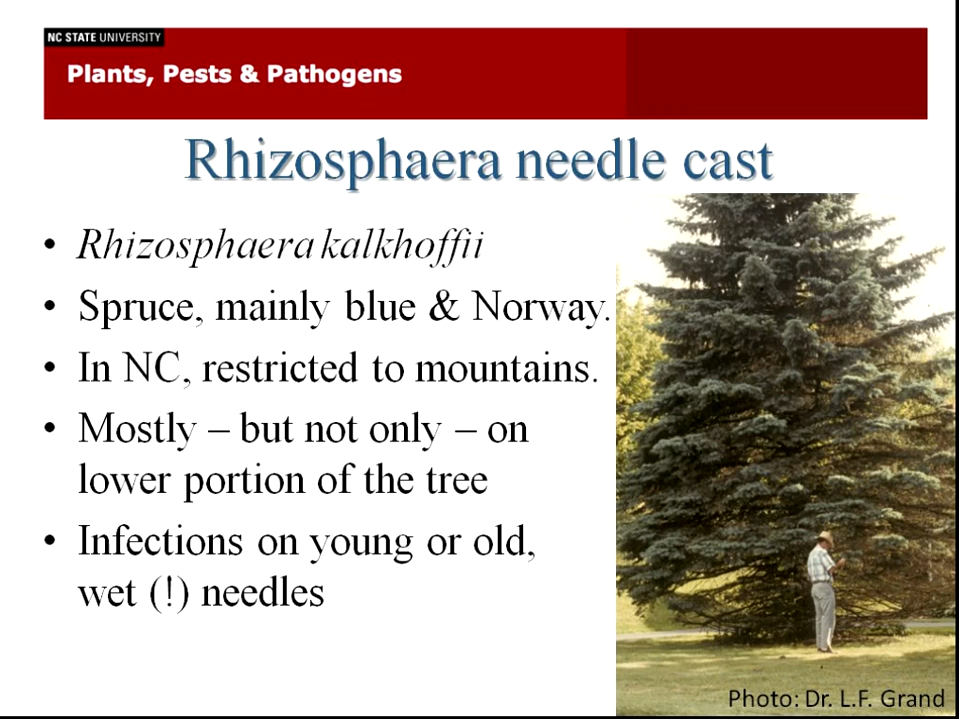 NC STATE UNIVERSITY
Plants, Pests & Pathogens
Rhizosphaera needle cast
• Rhizosphaera kalkhoffii
• Spruce, mainly blue & Norway.
• In NC, restricted to mountains.
• Mostly – but not only – on
lower portion of the tree
• Infections on young or old,
wet (!) needles
Photo: Dr. L.F. Grand